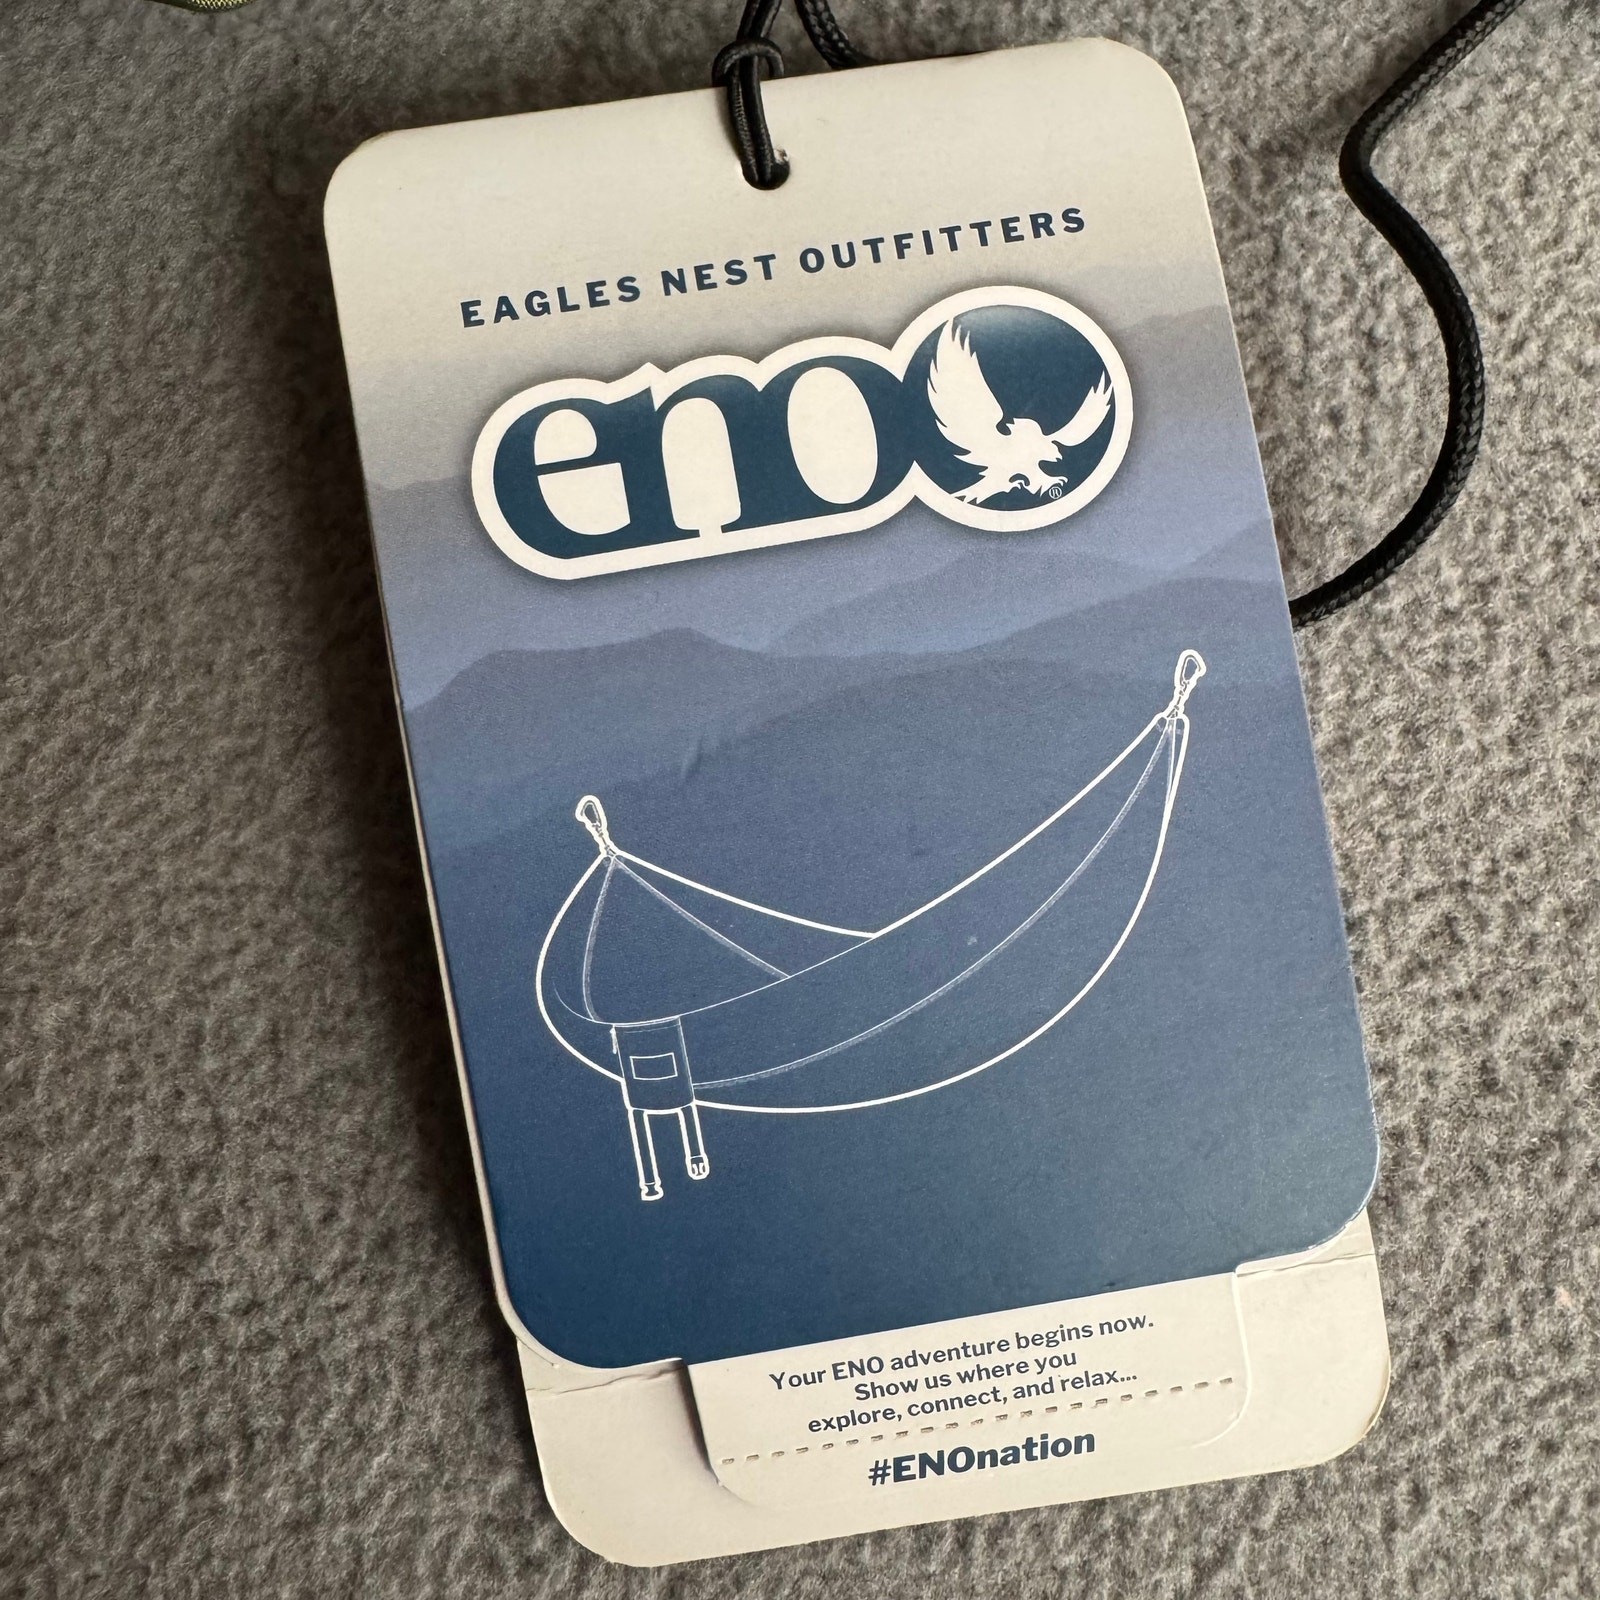 EAGLES NEST OUTFITTERS
eno
®
Your ENO adventure begins now.
Show us where you
explore, connect, and relax...
#ENOnation